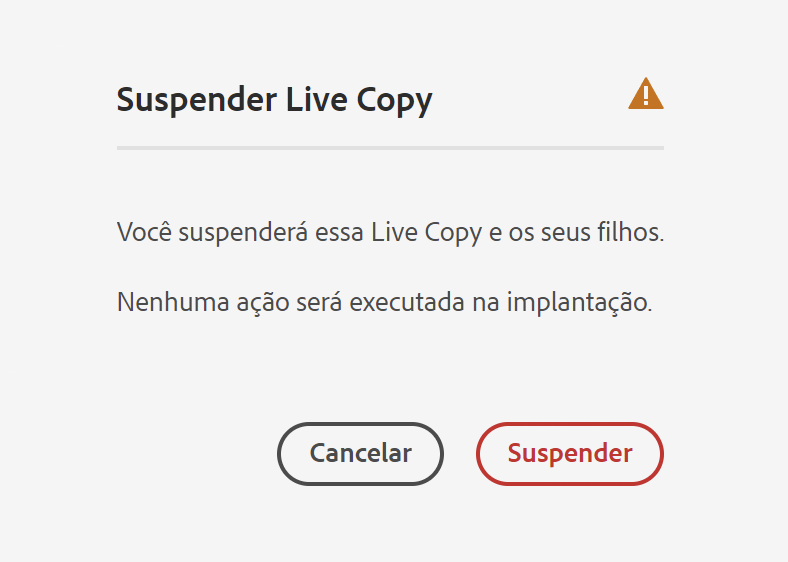 Suspender Live Copy
Você suspenderá essa Live Copy e os seus filhos.
Nenhuma ação será executada na implantação.
Cancelar
Suspender